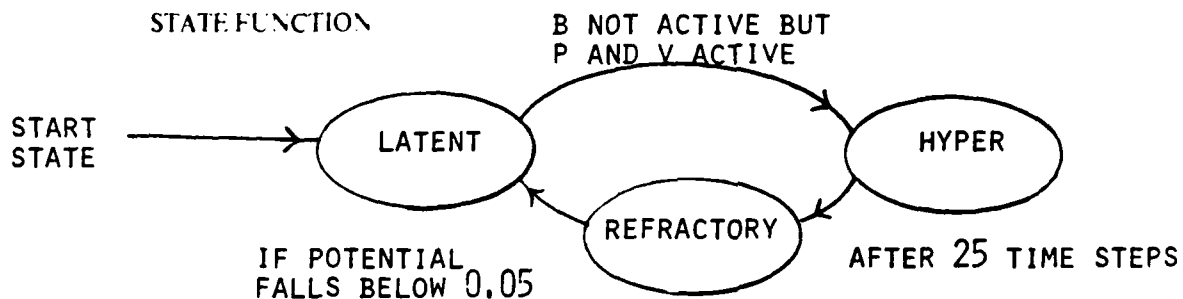 STATE FUNCTION
B NOT ACTIVE BUT
P AND V ACTIVE
START
STATE
LATENT
HYPER
REFRACTORY
IF POTENTIAL
FALLS BELOW 0.05
AFTER 25 TIME STEPS